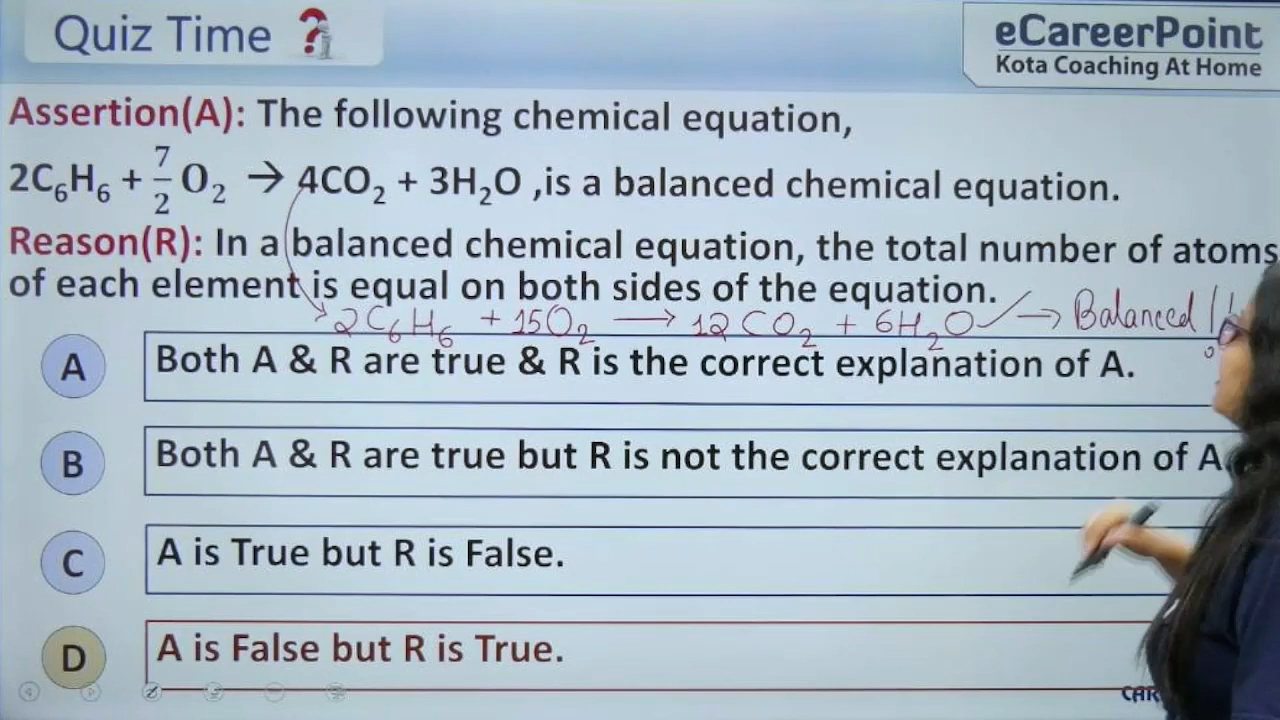 Quiz Time ?
eCareerPoint
Kota Coaching At Home
Assertion(A): The following chemical equation,
2C₆H₆ + 7/2 O₂ → 4CO₂ + 3H₂O ,is a balanced chemical equation.
Reason(R): In a balanced chemical equation, the total number of atoms
of each element is equal on both sides of the equation.
2C₆H₆ + 15O₂ → 12CO₂ + 6H₂O → Balanced
A Both A & R are true & R is the correct explanation of A.
B Both A & R are true but R is not the correct explanation of A
C A is True but R is False.
D A is False but R is True.
CAR